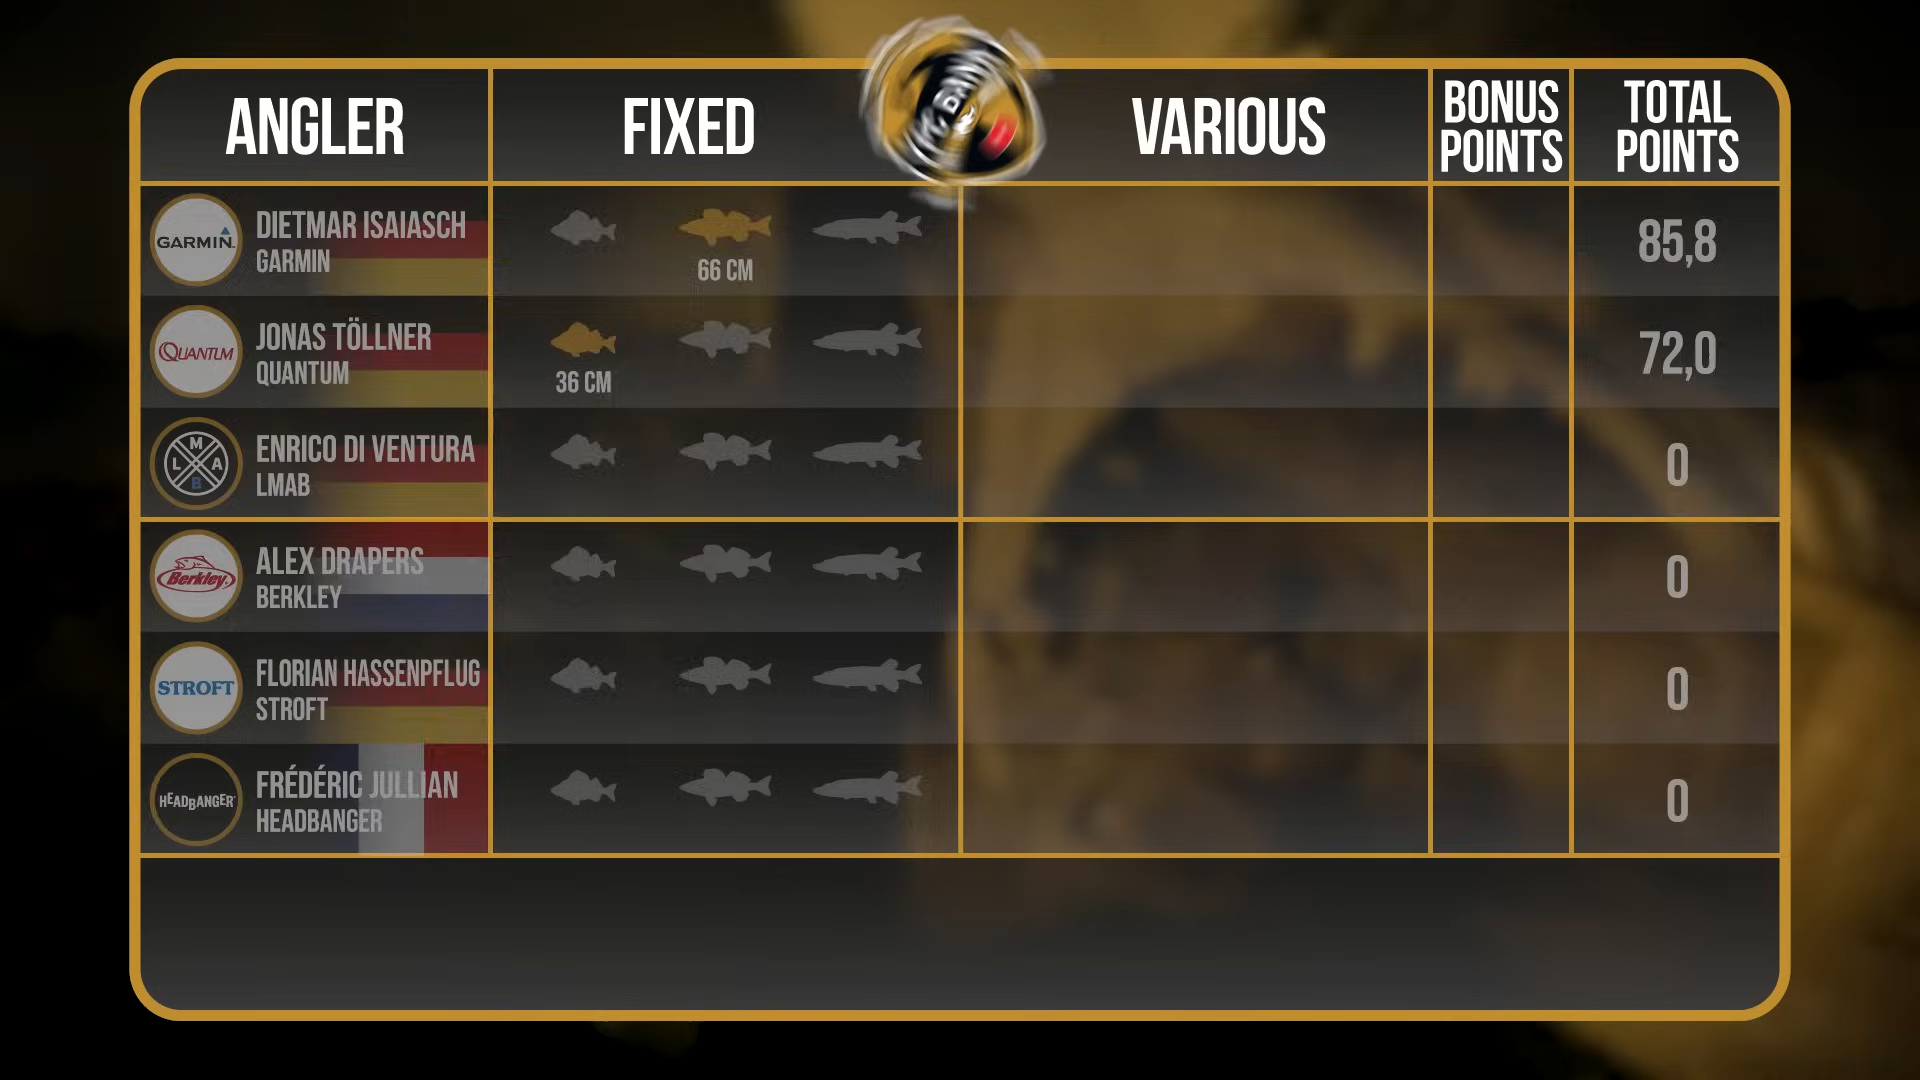 ANGLER
FIXED
VARIOUS
BONUS
POINTS
TOTAL
POINTS
GARMIN
DIETMAR ISAIASCH
GARMIN
66 CM
85,8
QUANTUM
JONAS TÖLLNER
QUANTUM
36 CM
72,0
L M A B
ENRICO DI VENTURA
LMAB
0
Berkley
ALEX DRAPERS
BERKLEY
0
STROFT
FLORIAN HASSENPFLUG
STROFT
0
HEADBANGER
FRÉDÉRIC JULLIAN
HEADBANGER
0